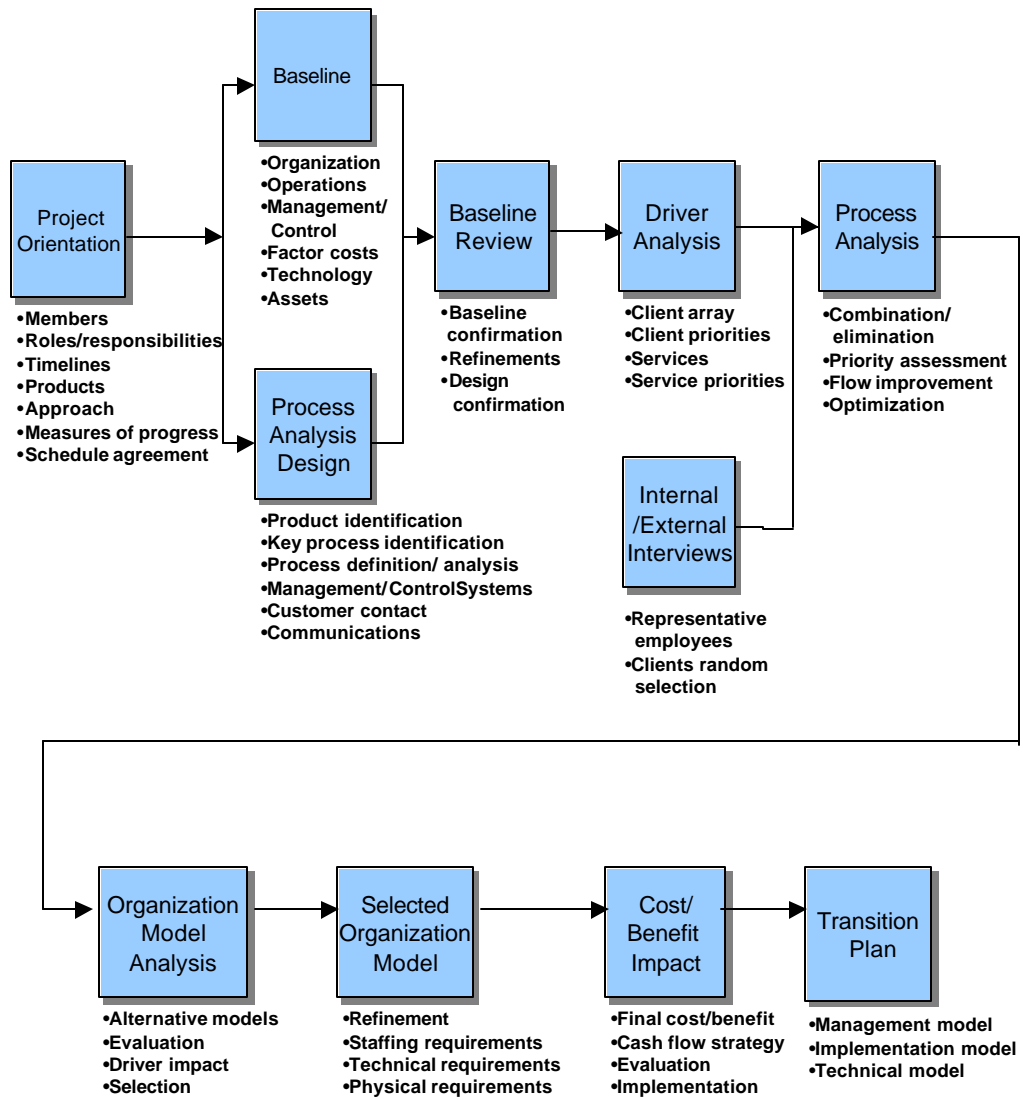 Baseline
•Organization
•Operations
•Management/
Control
•Factor costs
•Technology
•Assets
Project
Orientation
•Members
•Roles/responsibilities
•Timelines
•Products
•Approach
•Measures of progress
•Schedule agreement
Process
Analysis
Design
•Product identification
•Key process identification
•Process definition/ analysis
•Management/ControlSystems
•Customer contact
•Communications
Baseline
Review
•Baseline
confirmation
•Refinements
•Design
confirmation
Driver
Analysis
•Client array
•Client priorities
•Services
•Service priorities
Internal
/External
Interviews
•Representative
employees
•Clients random
selection
Process
Analysis
•Combination/
elimination
•Priority assessment
•Flow improvement
•Optimization
Organization
Model
Analysis
•Alternative models
•Evaluation
•Driver impact
•Selection
Selected
Organization
Model
•Refinement
•Staffing requirements
•Technical requirements
•Physical requirements
Cost/
Benefit
Impact
•Final cost/benefit
•Cash flow strategy
•Evaluation
•Implementation
Transition
Plan
•Management model
•Implementation model
•Technical model